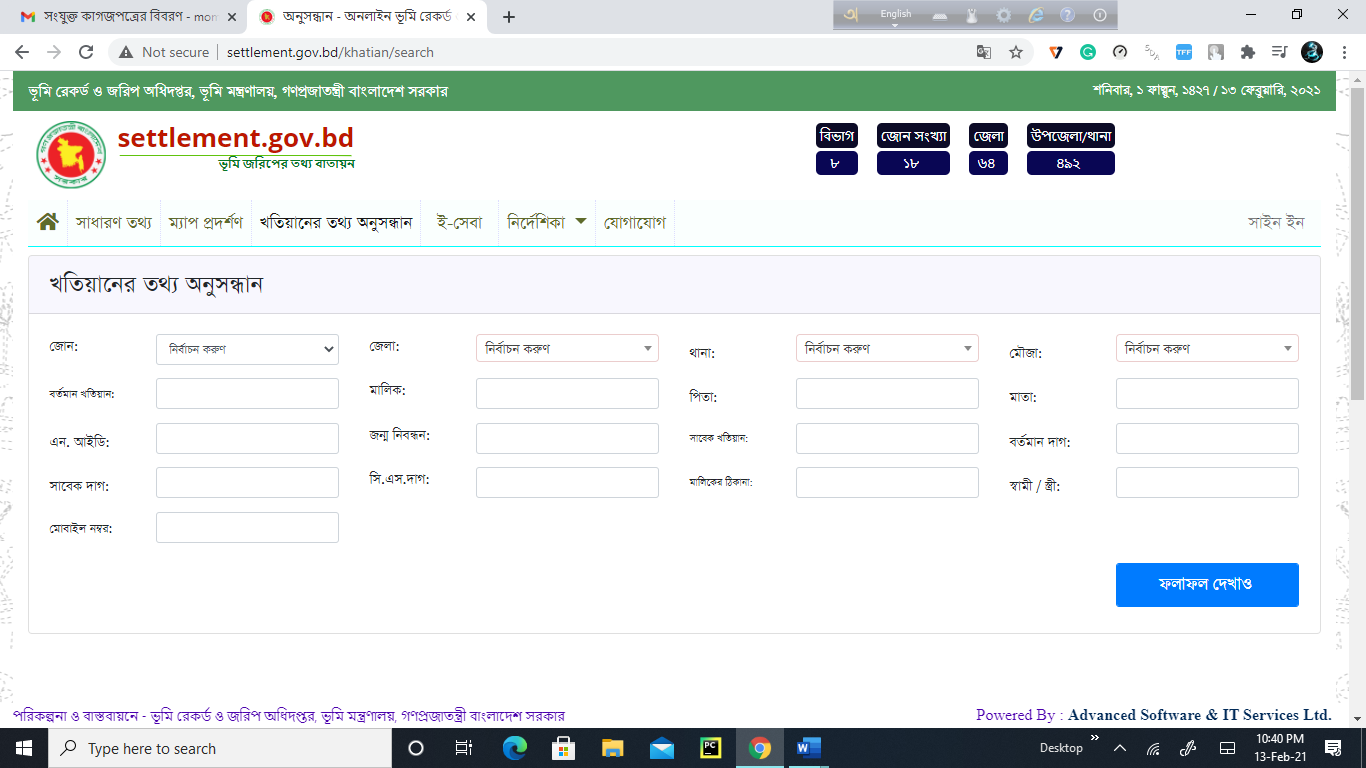 সংযুক্ত কাগজপত্রের বিবরণ - mom
অনুসন্ধান - অনলাইন ভূমি রেকর্ড
English
Not secure | settlement.gov.bd/khatian/search
ভূমি রেকর্ড ও জরিপ অধিদপ্তর, ভূমি মন্ত্রণালয়, গণপ্রজাতন্ত্রী বাংলাদেশ সরকার
শনিবার, ১ ফাল্গুন, ১৪২৭ / ১৩ ফেব্রুয়ারি, ২০২১
settlement.gov.bd
ভূমি জরিপের তথ্য বাতায়ন
বিভাগ জোন সংখ্যা জেলা উপজেলা/থানা
৮ ১৮ ৬৪ ৪৯২
সাধারণ তথ্য ম্যাপ প্রদর্শণ খতিয়ানের তথ্য অনুসন্ধান ই-সেবা নির্দেশিকা যোগাযোগ সাইন ইন
খতিয়ানের তথ্য অনুসন্ধান
জোন: নির্বাচন করুণ জেলা: নির্বাচন করুণ থানা: নির্বাচন করুণ মৌজা: নির্বাচন করুণ
বর্তমান খতিয়ান: মালিক: পিতা: মাতা:
এন. আইডি: জন্ম নিবন্ধন: সাবেক খতিয়ান: বর্তমান দাগ:
সাবেক দাগ: সি.এস.দাগ: মালিকের ঠিকানা: স্বামী / স্ত্রী:
মোবাইল নম্বর:
ফলাফল দেখাও
পরিকল্পনা ও বাস্তবায়নে - ভূমি রেকর্ড ও জরিপ অধিদপ্তর, ভূমি মন্ত্রণালয়, গণপ্রজাতন্ত্রী বাংলাদেশ সরকার
Powered By : Advanced Software & IT Services Ltd.
Type here to search
Desktop
10:40 PM
13-Feb-21